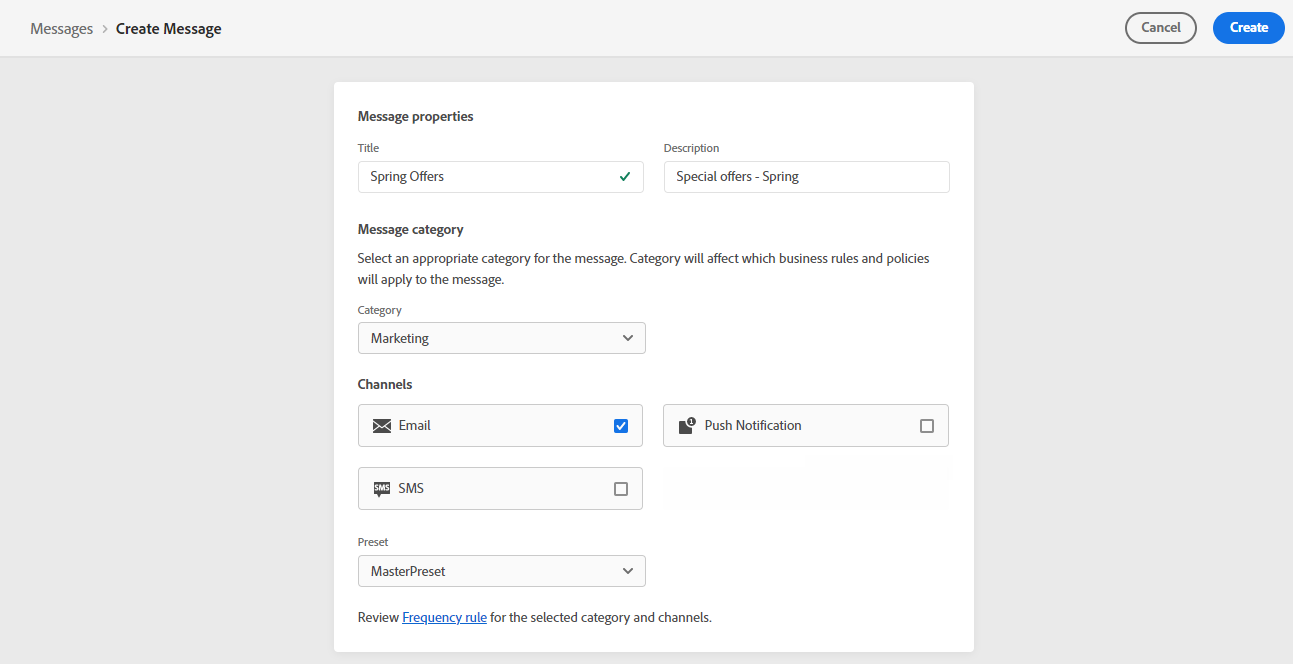 Messages > Create Message
Cancel
Create
Message properties
Title
Description
Spring Offers
Special offers - Spring
Message category
Select an appropriate category for the message. Category will affect which business rules and policies
will apply to the message.
Category
Marketing
Channels
Email
1
Push Notification
SMS
SMS
Preset
MasterPreset
Review Frequency rule for the selected category and channels.